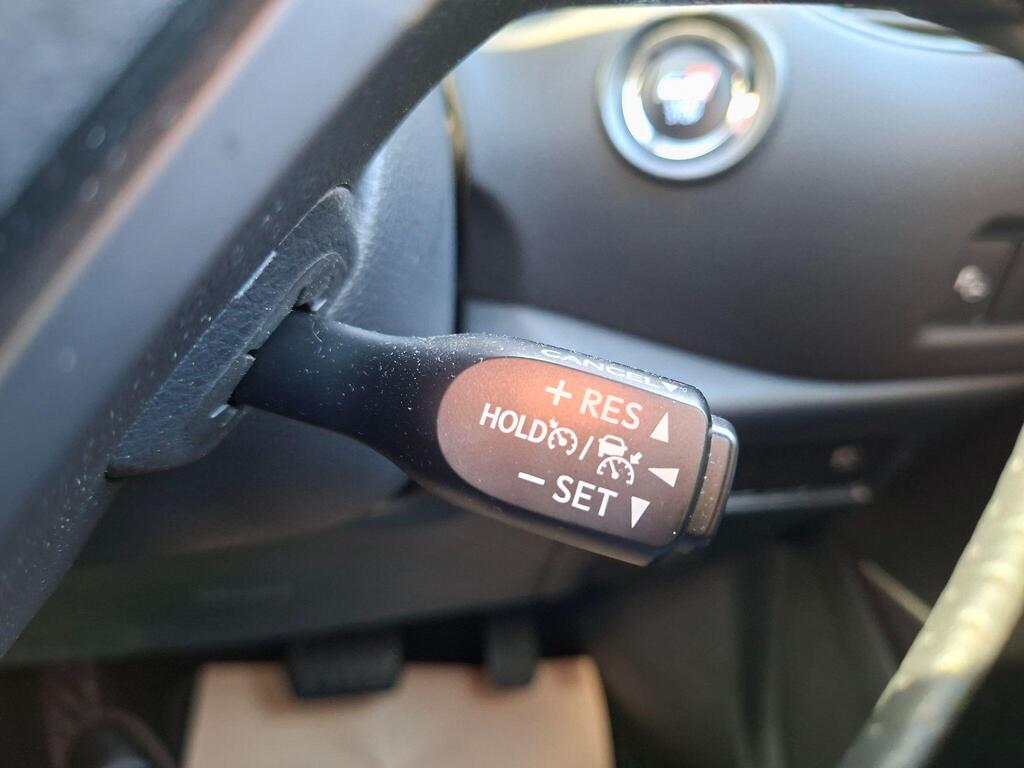 CANCEL
+ RES
HOLD /
− SET